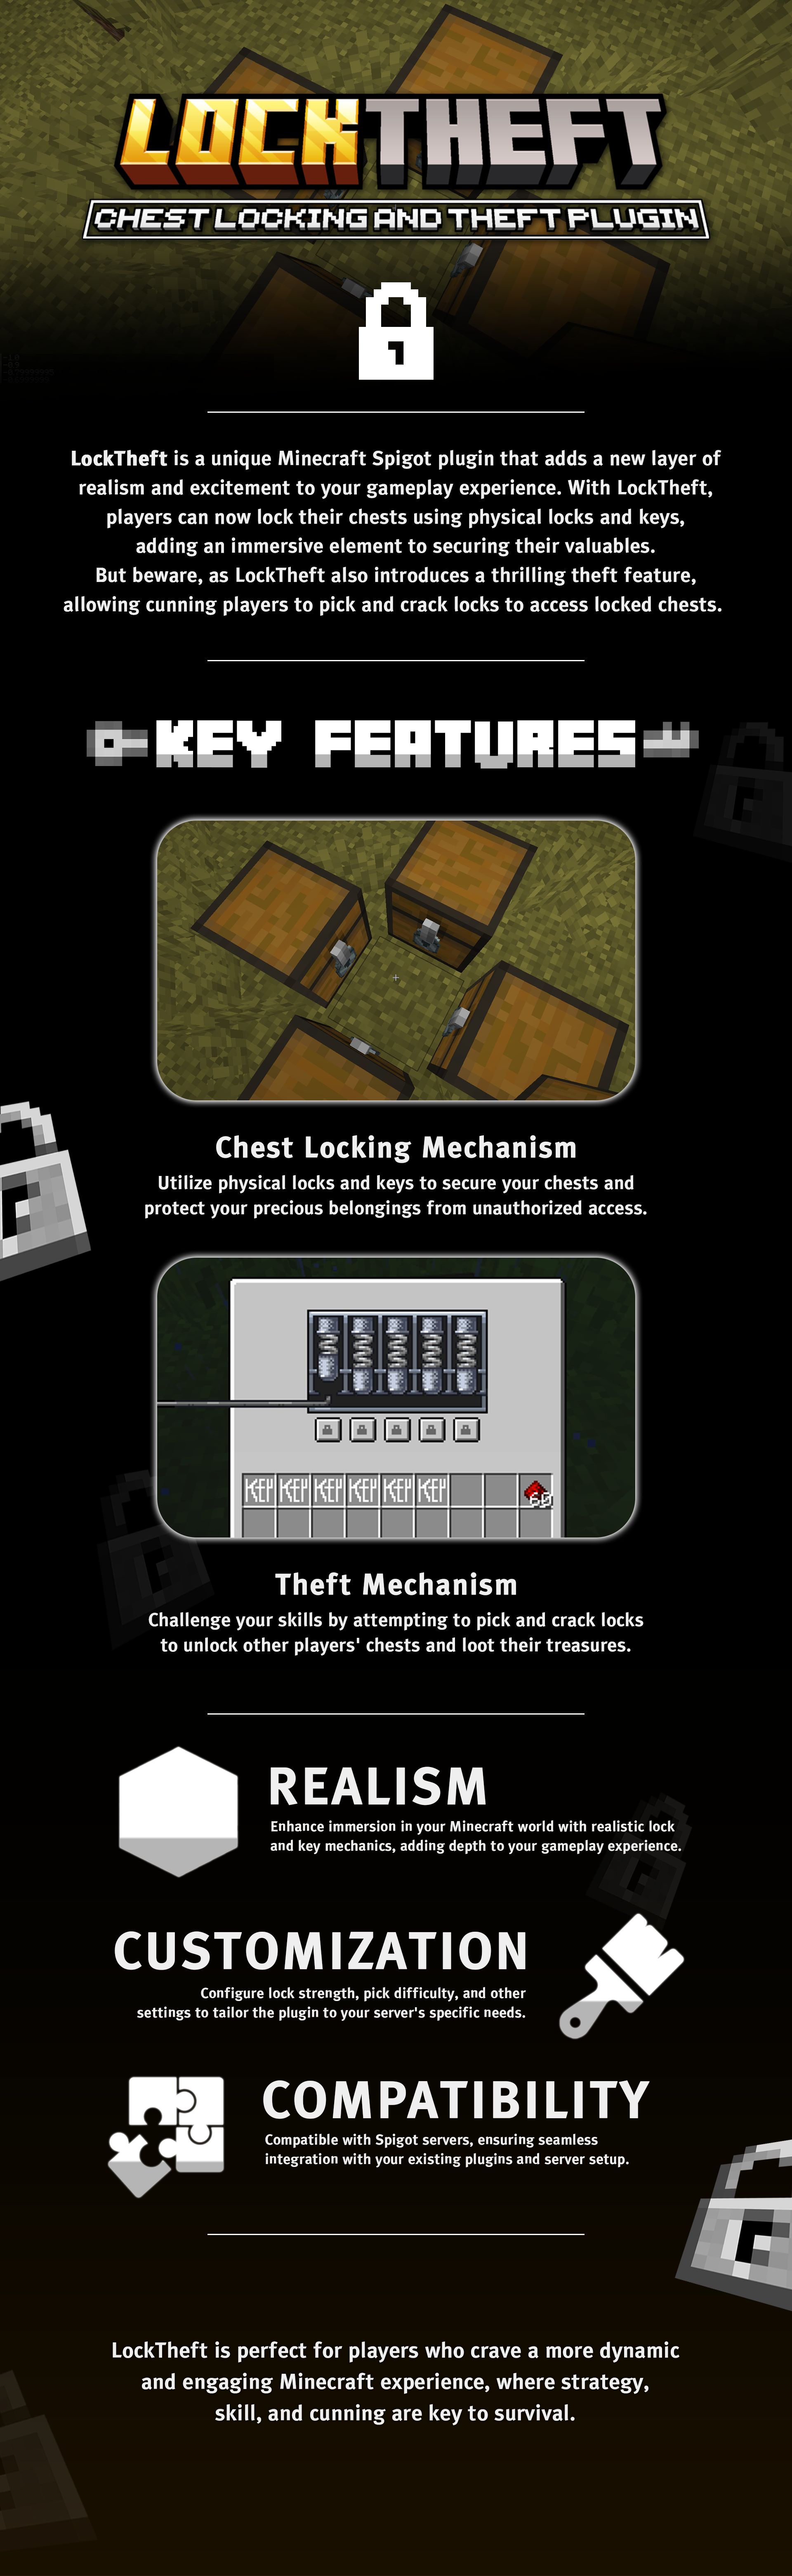 LOCKTHEFT
CHEST LOCKING AND THEFT PLUGIN
LockTheft is a unique Minecraft Spigot plugin that adds a new layer of
realism and excitement to your gameplay experience. With LockTheft,
players can now lock their chests using physical locks and keys,
adding an immersive element to securing their valuables.
But beware, as LockTheft also introduces a thrilling theft feature,
allowing cunning players to pick and crack locks to access locked chests.
KEY FEATURES
Chest Locking Mechanism
Utilize physical locks and keys to secure your chests and
protect your precious belongings from unauthorized access.
KEY KEY KEY KEY KEY KEY 60
Theft Mechanism
Challenge your skills by attempting to pick and crack locks
to unlock other players' chests and loot their treasures.
REALISM
Enhance immersion in your Minecraft world with realistic lock
and key mechanics, adding depth to your gameplay experience.
CUSTOMIZATION
Configure lock strength, pick difficulty, and other
settings to tailor the plugin to your server's specific needs.
COMPATIBILITY
Compatible with Spigot servers, ensuring seamless
integration with your existing plugins and server setup.
LockTheft is perfect for players who crave a more dynamic
and engaging Minecraft experience, where strategy,
skill, and cunning are key to survival.